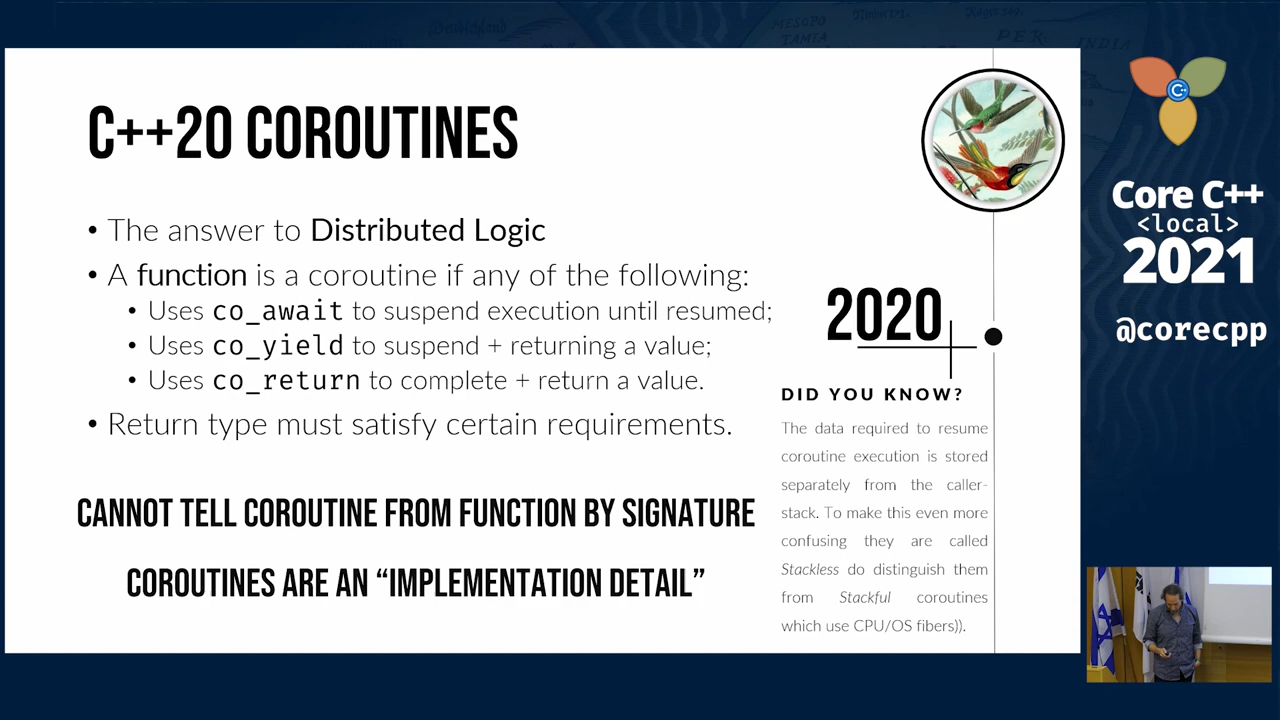 C++20 COROUTINES
• The answer to Distributed Logic
• A function is a coroutine if any of the following:
• Uses co_await to suspend execution until resumed;
• Uses co_yield to suspend + returning a value;
• Uses co_return to complete + return a value.
• Return type must satisfy certain requirements.
CANNOT TELL COROUTINE FROM FUNCTION BY SIGNATURE
COROUTINES ARE AN “IMPLEMENTATION DETAIL”
2020
DID YOU KNOW?
The data required to resume
coroutine execution is stored
separately from the caller-
stack. To make this even more
confusing they are called
Stackless do distinguish them
from Stackful coroutines
which use CPU/OS fibers)).
C++
Core C++
<local>
2021
@corecpp
MESOPO
TAMIA
PER
INDIA